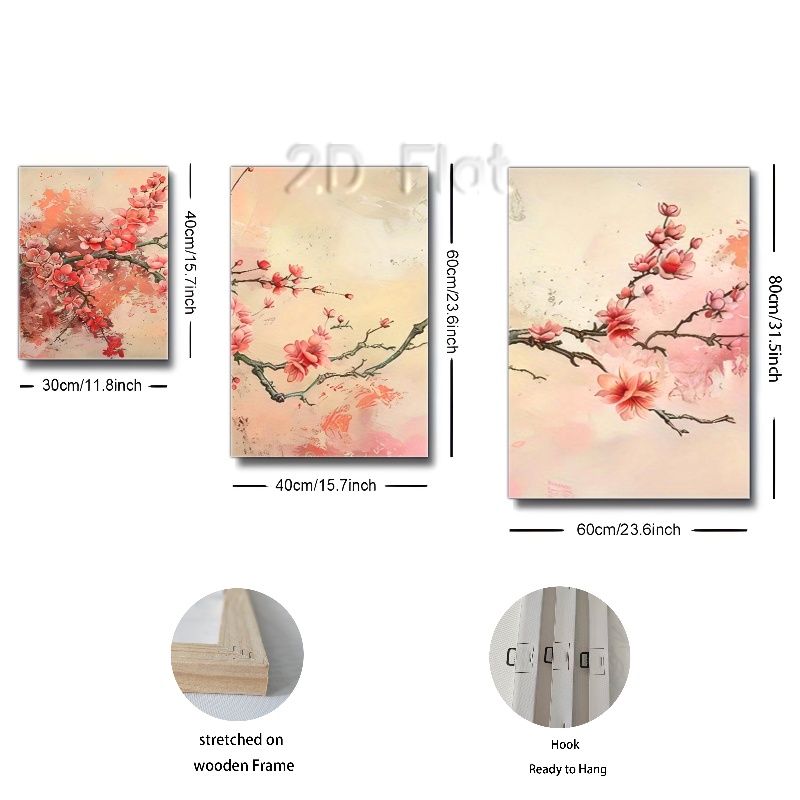 2D Flat
40cm/15.7inch
30cm/11.8inch
60cm/23.6inch
40cm/15.7inch
80cm/31.5inch
60cm/23.6inch
stretched on
wooden Frame
Hook
Ready to Hang